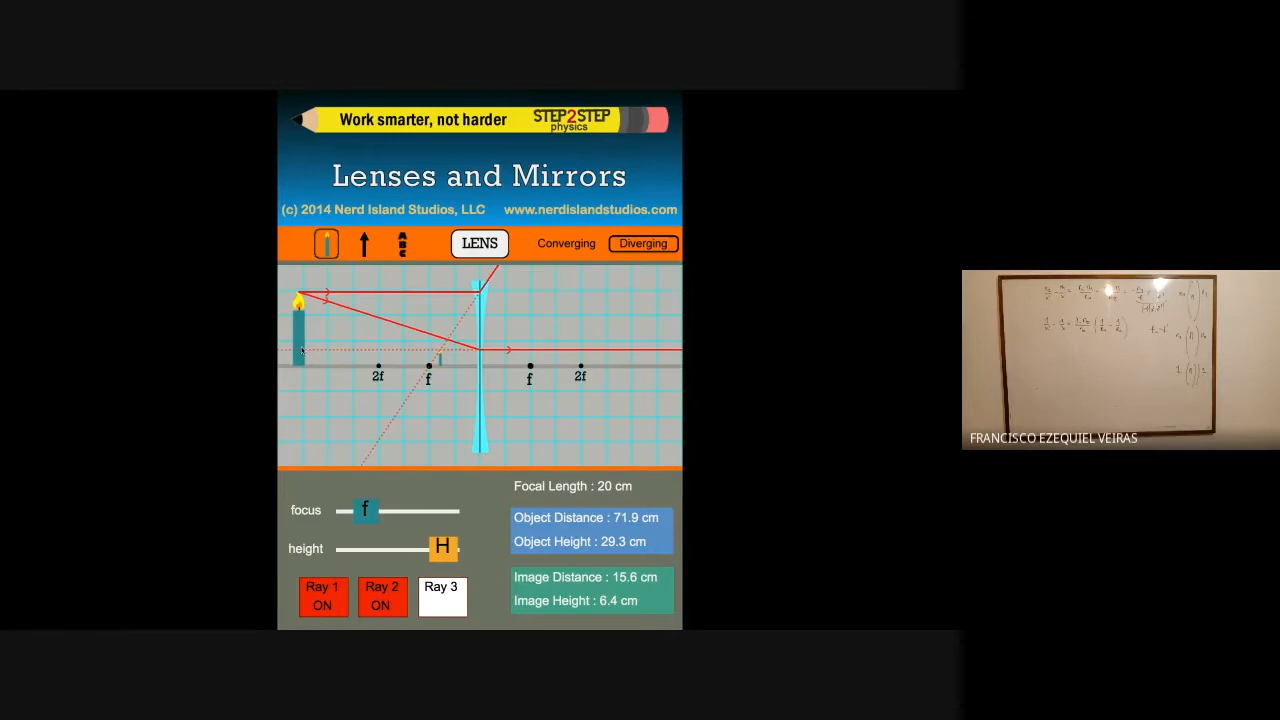 Work smarter, not harder
STEP2STEP
physics
Lenses and Mirrors
(c) 2014 Nerd Island Studios, LLC www.nerdislandstudios.com
A
B
C
LENS
Converging
Diverging
2f
f
f
2f
focus
f
height
H
Ray 1
ON
Ray 2
ON
Ray 3
Focal Length : 20 cm
Object Distance : 71.9 cm
Object Height : 29.3 cm
Image Distance : 15.6 cm
Image Height : 6.4 cm
FRANCISCO EZEQUIEL VEIRAS